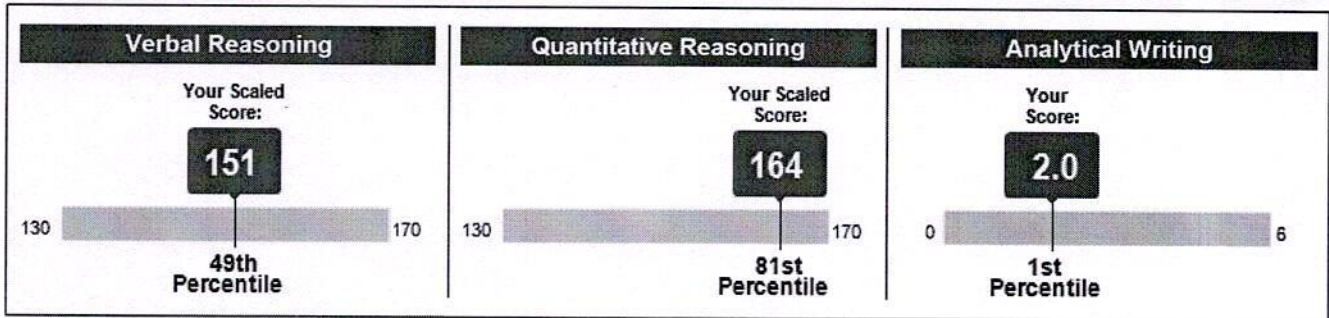 Verbal Reasoning
Your Scaled
Score:
151
130
170
49th
Percentile
Quantitative Reasoning
Your Scaled
Score:
164
130
170
81st
Percentile
Analytical Writing
Your
Score:
2.0
0
6
1st
Percentile